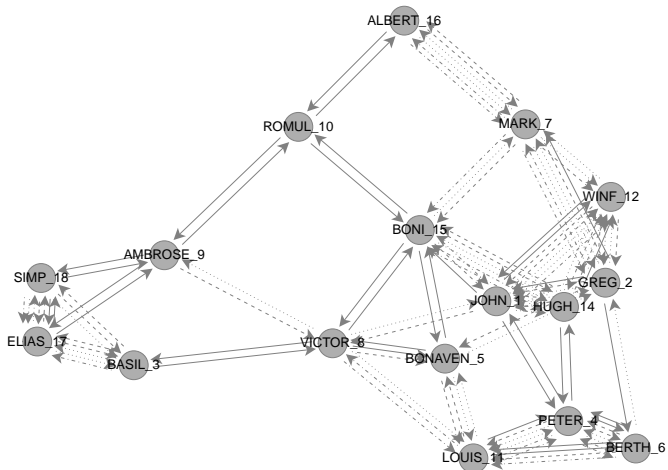 ALBERT_16
ROMUL_10
MARK_7
WINF_12
BONI_15
AMBROSE_9
SIMP_18
GREG_2
JOHN_1
HUGH_14
ELIAS_17
BASIL_3
VICTOR_8
BONAVEN_5
PETER_4
BERTH_6
LOUIS_11